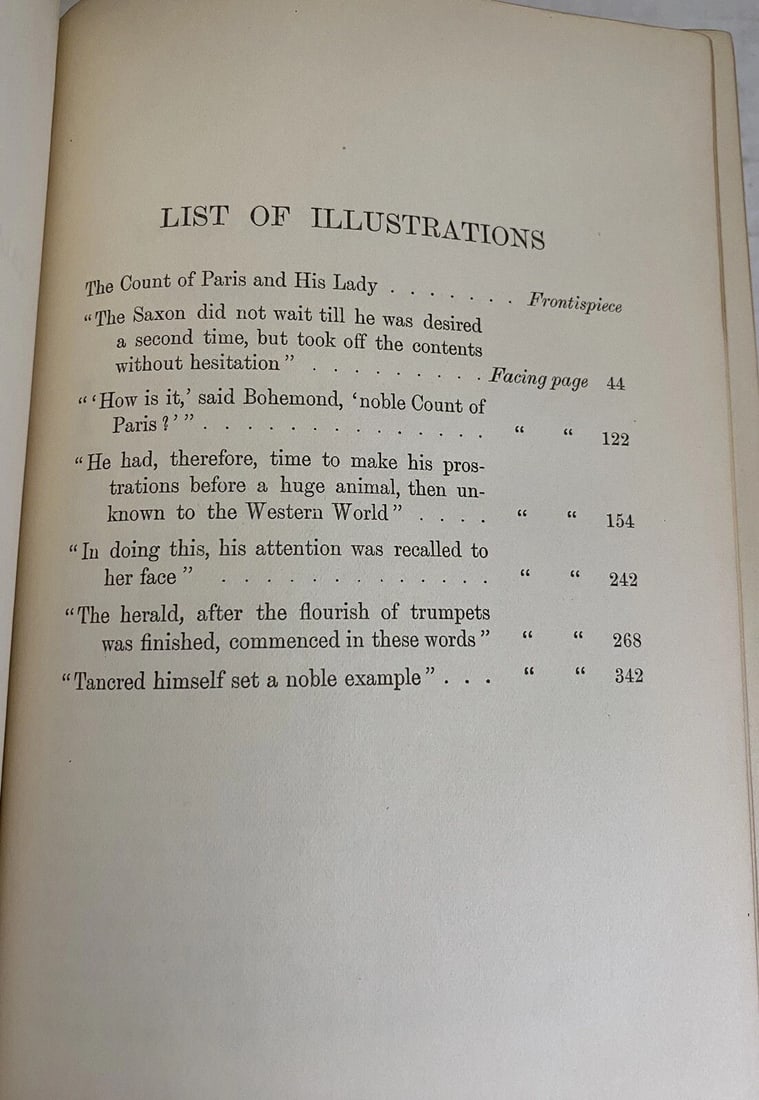 LIST OF ILLUSTRATIONS
The Count of Paris and His Lady . . . . . . . Frontispiece
“The Saxon did not wait till he was desired
a second time, but took off the contents
without hesitation” . . . . . . . . . Facing page 44
“‘How is it,’ said Bohemond, ‘noble Count of
Paris?’” . . . . . . . . . . . . . . “ “ 122
“He had, therefore, time to make his pros-
trations before a huge animal, then un-
known to the Western World” . . . . “ “ 154
“In doing this, his attention was recalled to
her face” . . . . . . . . . . . . . “ “ 242
“The herald, after the flourish of trumpets
was finished, commenced in these words” “ “ 268
“Tancred himself set a noble example” . . . “ “ 342